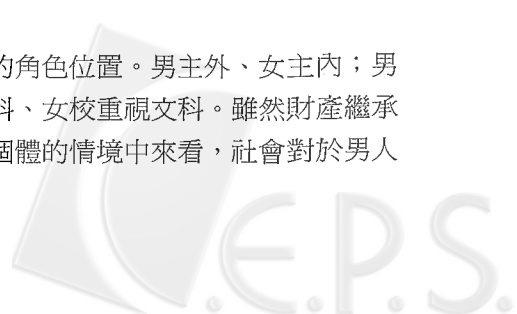 的角色位置。男主外、女主內；男
科、女校重視文科。雖然財產繼承
個體的情境中來看，社會對於男人
C.E.P.S.